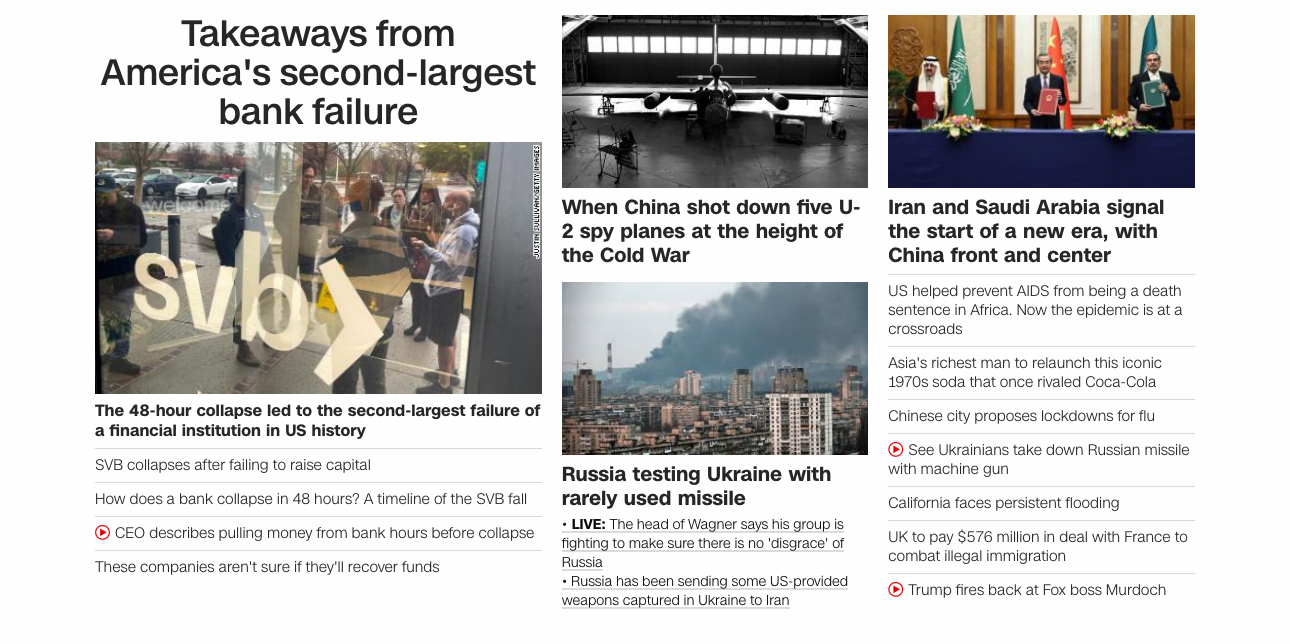 Takeaways from
America's second-largest
bank failure
JUSTIN SULLIVAN/GETTY IMAGES
welcome
svb
The 48-hour collapse led to the second-largest failure of
a financial institution in US history
SVB collapses after failing to raise capital
How does a bank collapse in 48 hours? A timeline of the SVB fall
CEO describes pulling money from bank hours before collapse
These companies aren't sure if they'll recover funds
When China shot down five U-
2 spy planes at the height of
the Cold War
Russia testing Ukraine with
rarely used missile
• LIVE: The head of Wagner says his group is
fighting to make sure there is no 'disgrace' of
Russia
• Russia has been sending some US-provided
weapons captured in Ukraine to Iran
Iran and Saudi Arabia signal
the start of a new era, with
China front and center
US helped prevent AIDS from being a death
sentence in Africa. Now the epidemic is at a
crossroads
Asia's richest man to relaunch this iconic
1970s soda that once rivaled Coca-Cola
Chinese city proposes lockdowns for flu
See Ukrainians take down Russian missile
with machine gun
California faces persistent flooding
UK to pay $576 million in deal with France to
combat illegal immigration
Trump fires back at Fox boss Murdoch